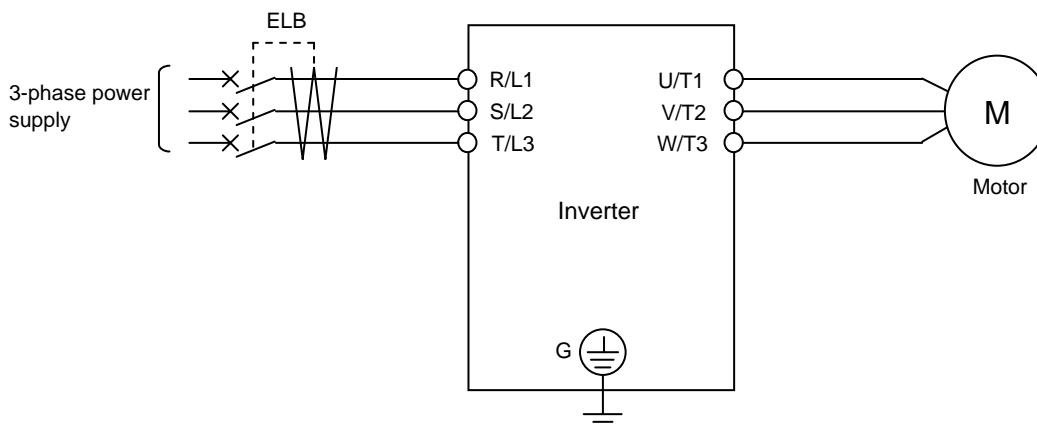 ELB
3-phase power
supply
R/L1
S/L2
T/L3
U/T1
V/T2
W/T3
M
Motor
Inverter
G